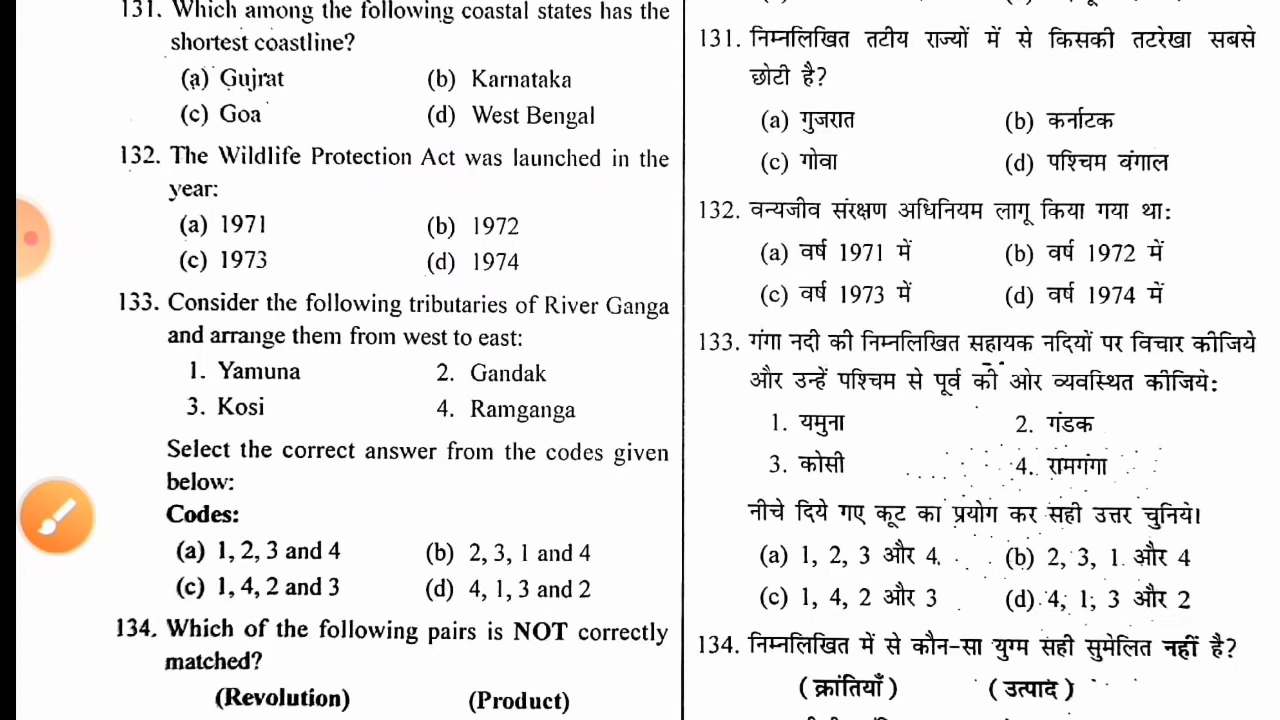 131. Which among the following coastal states has the
shortest coastline?
(a) Gujrat (b) Karnataka
(c) Goa (d) West Bengal
132. The Wildlife Protection Act was launched in the
year:
(a) 1971 (b) 1972
(c) 1973 (d) 1974
133. Consider the following tributaries of River Ganga
and arrange them from west to east:
1. Yamuna 2. Gandak
3. Kosi 4. Ramganga
Select the correct answer from the codes given
below:
Codes:
(a) 1, 2, 3 and 4 (b) 2, 3, 1 and 4
(c) 1, 4, 2 and 3 (d) 4, 1, 3 and 2
134. Which of the following pairs is NOT correctly
matched?
(Revolution) (Product)
131. निम्नलिखित तटीय राज्यों में से किसकी तटरेखा सबसे
छोटी है?
(a) गुजरात (b) कर्नाटक
(c) गोवा (d) पश्चिम बंगाल
132. वन्यजीव संरक्षण अधिनियम लागू किया गया था:
(a) वर्ष 1971 में (b) वर्ष 1972 में
(c) वर्ष 1973 में (d) वर्ष 1974 में
133. गंगा नदी की निम्नलिखित सहायक नदियों पर विचार कीजिये
और उन्हें पश्चिम से पूर्व की ओर व्यवस्थित कीजिये:
1. यमुना 2. गंडक
3. कोसी 4. रामगंगा
नीचे दिये गए कूट का प्रयोग कर सही उत्तर चुनिये।
(a) 1, 2, 3 और 4 (b) 2, 3, 1 और 4
(c) 1, 4, 2 और 3 (d) 4, 1, 3 और 2
134. निम्नलिखित में से कौन-सा युग्म सही सुमेलित नहीं है?
(क्रांतियाँ) (उत्पाद)